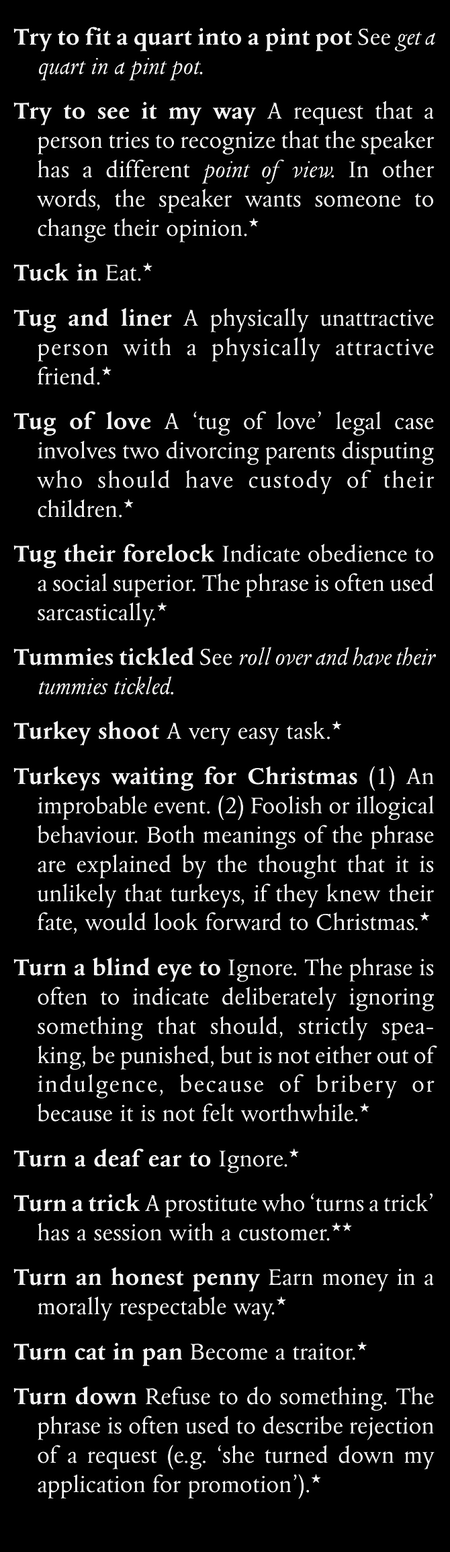 Try to fit a quart into a pint pot See get a
quart in a pint pot.
Try to see it my way A request that a
person tries to recognize that the speaker
has a different point of view. In other
words, the speaker wants someone to
change their opinion.★
Tuck in Eat.★
Tug and liner A physically unattractive
person with a physically attractive
friend.★
Tug of love A ‘tug of love’ legal case
involves two divorcing parents disputing
who should have custody of their
children.★
Tug their forelock Indicate obedience to
a social superior. The phrase is often used
sarcastically.★
Tummies tickled See roll over and have their
tummies tickled.
Turkey shoot A very easy task.★
Turkeys waiting for Christmas (1) An
improbable event. (2) Foolish or illogical
behaviour. Both meanings of the phrase
are explained by the thought that it is
unlikely that turkeys, if they knew their
fate, would look forward to Christmas.★
Turn a blind eye to Ignore. The phrase is
often to indicate deliberately ignoring
something that should, strictly spea-
king, be punished, but is not either out of
indulgence, because of bribery or
because it is not felt worthwhile.★
Turn a deaf ear to Ignore.★
Turn a trick A prostitute who ‘turns a trick’
has a session with a customer.★★
Turn an honest penny Earn money in a
morally respectable way.★
Turn cat in pan Become a traitor.★
Turn down Refuse to do something. The
phrase is often used to describe rejection
of a request (e.g. ‘she turned down my
application for promotion’).★